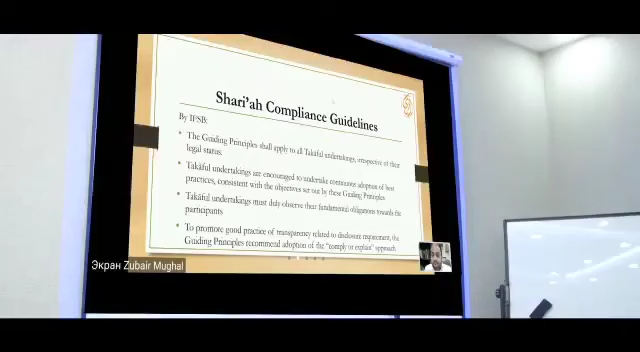 Shari'ah Compliance Guidelines
By IFSB:
• The Guiding Principles shall apply to all Takāful undertakings, irrespective of their
legal status.
• Takāful undertakings are encouraged to undertake continuous adoption of best
practices, consistent with the objectives set out by these Guiding Principles
• Takāful undertakings must duly observe their fundamental obligations towards the
participants
• To promote good practice of transparency related to disclosure requirement, the
Guiding Principles recommend adoption of the "comply or explain" approach
Экран Zubair Mughal